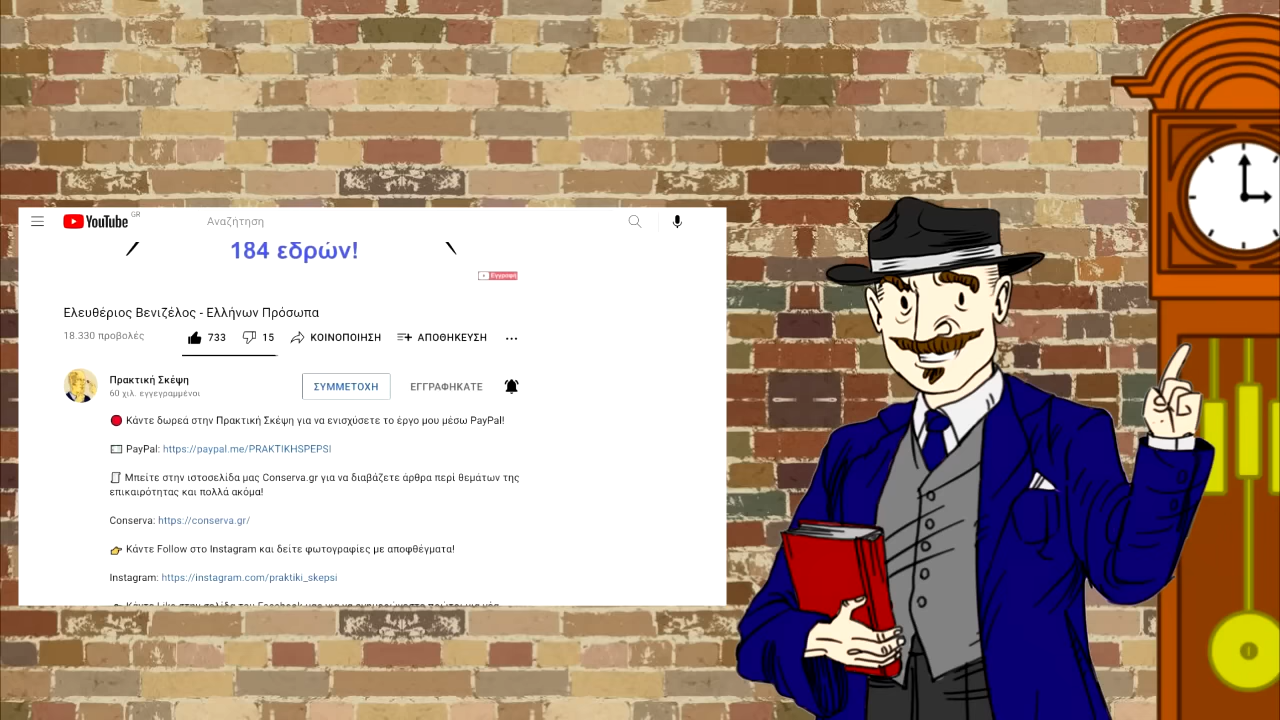 YouTube GR
Αναζήτηση
184 εδρών!
Εγγραφή
Ελευθέριος Βενιζέλος - Ελλήνων Πρόσωπα
18.330 προβολές
733
15
ΚΟΙΝΟΠΟΙΗΣΗ
ΑΠΟΘΗΚΕΥΣΗ
Πρακτική Σκέψη
60 χιλ. εγγεγραμμένοι
ΣΥΜΜΕΤΟΧΗ
ΕΓΓΡΑΦΗΚΑΤΕ
Κάντε δωρεά στην Πρακτική Σκέψη για να ενισχύσετε το έργο μου μέσω PayPal!
PayPal: https://paypal.me/PRAKTIKHSPEPSI
Μπείτε στην ιστοσελίδα μας Conserva.gr για να διαβάζετε άρθρα περί θεμάτων της
επικαιρότητας και πολλά ακόμα!
Conserva: https://conserva.gr/
Κάντε Follow στο Instagram και δείτε φωτογραφίες με αποφθέγματα!
Instagram: https://instagram.com/praktiki_skepsi